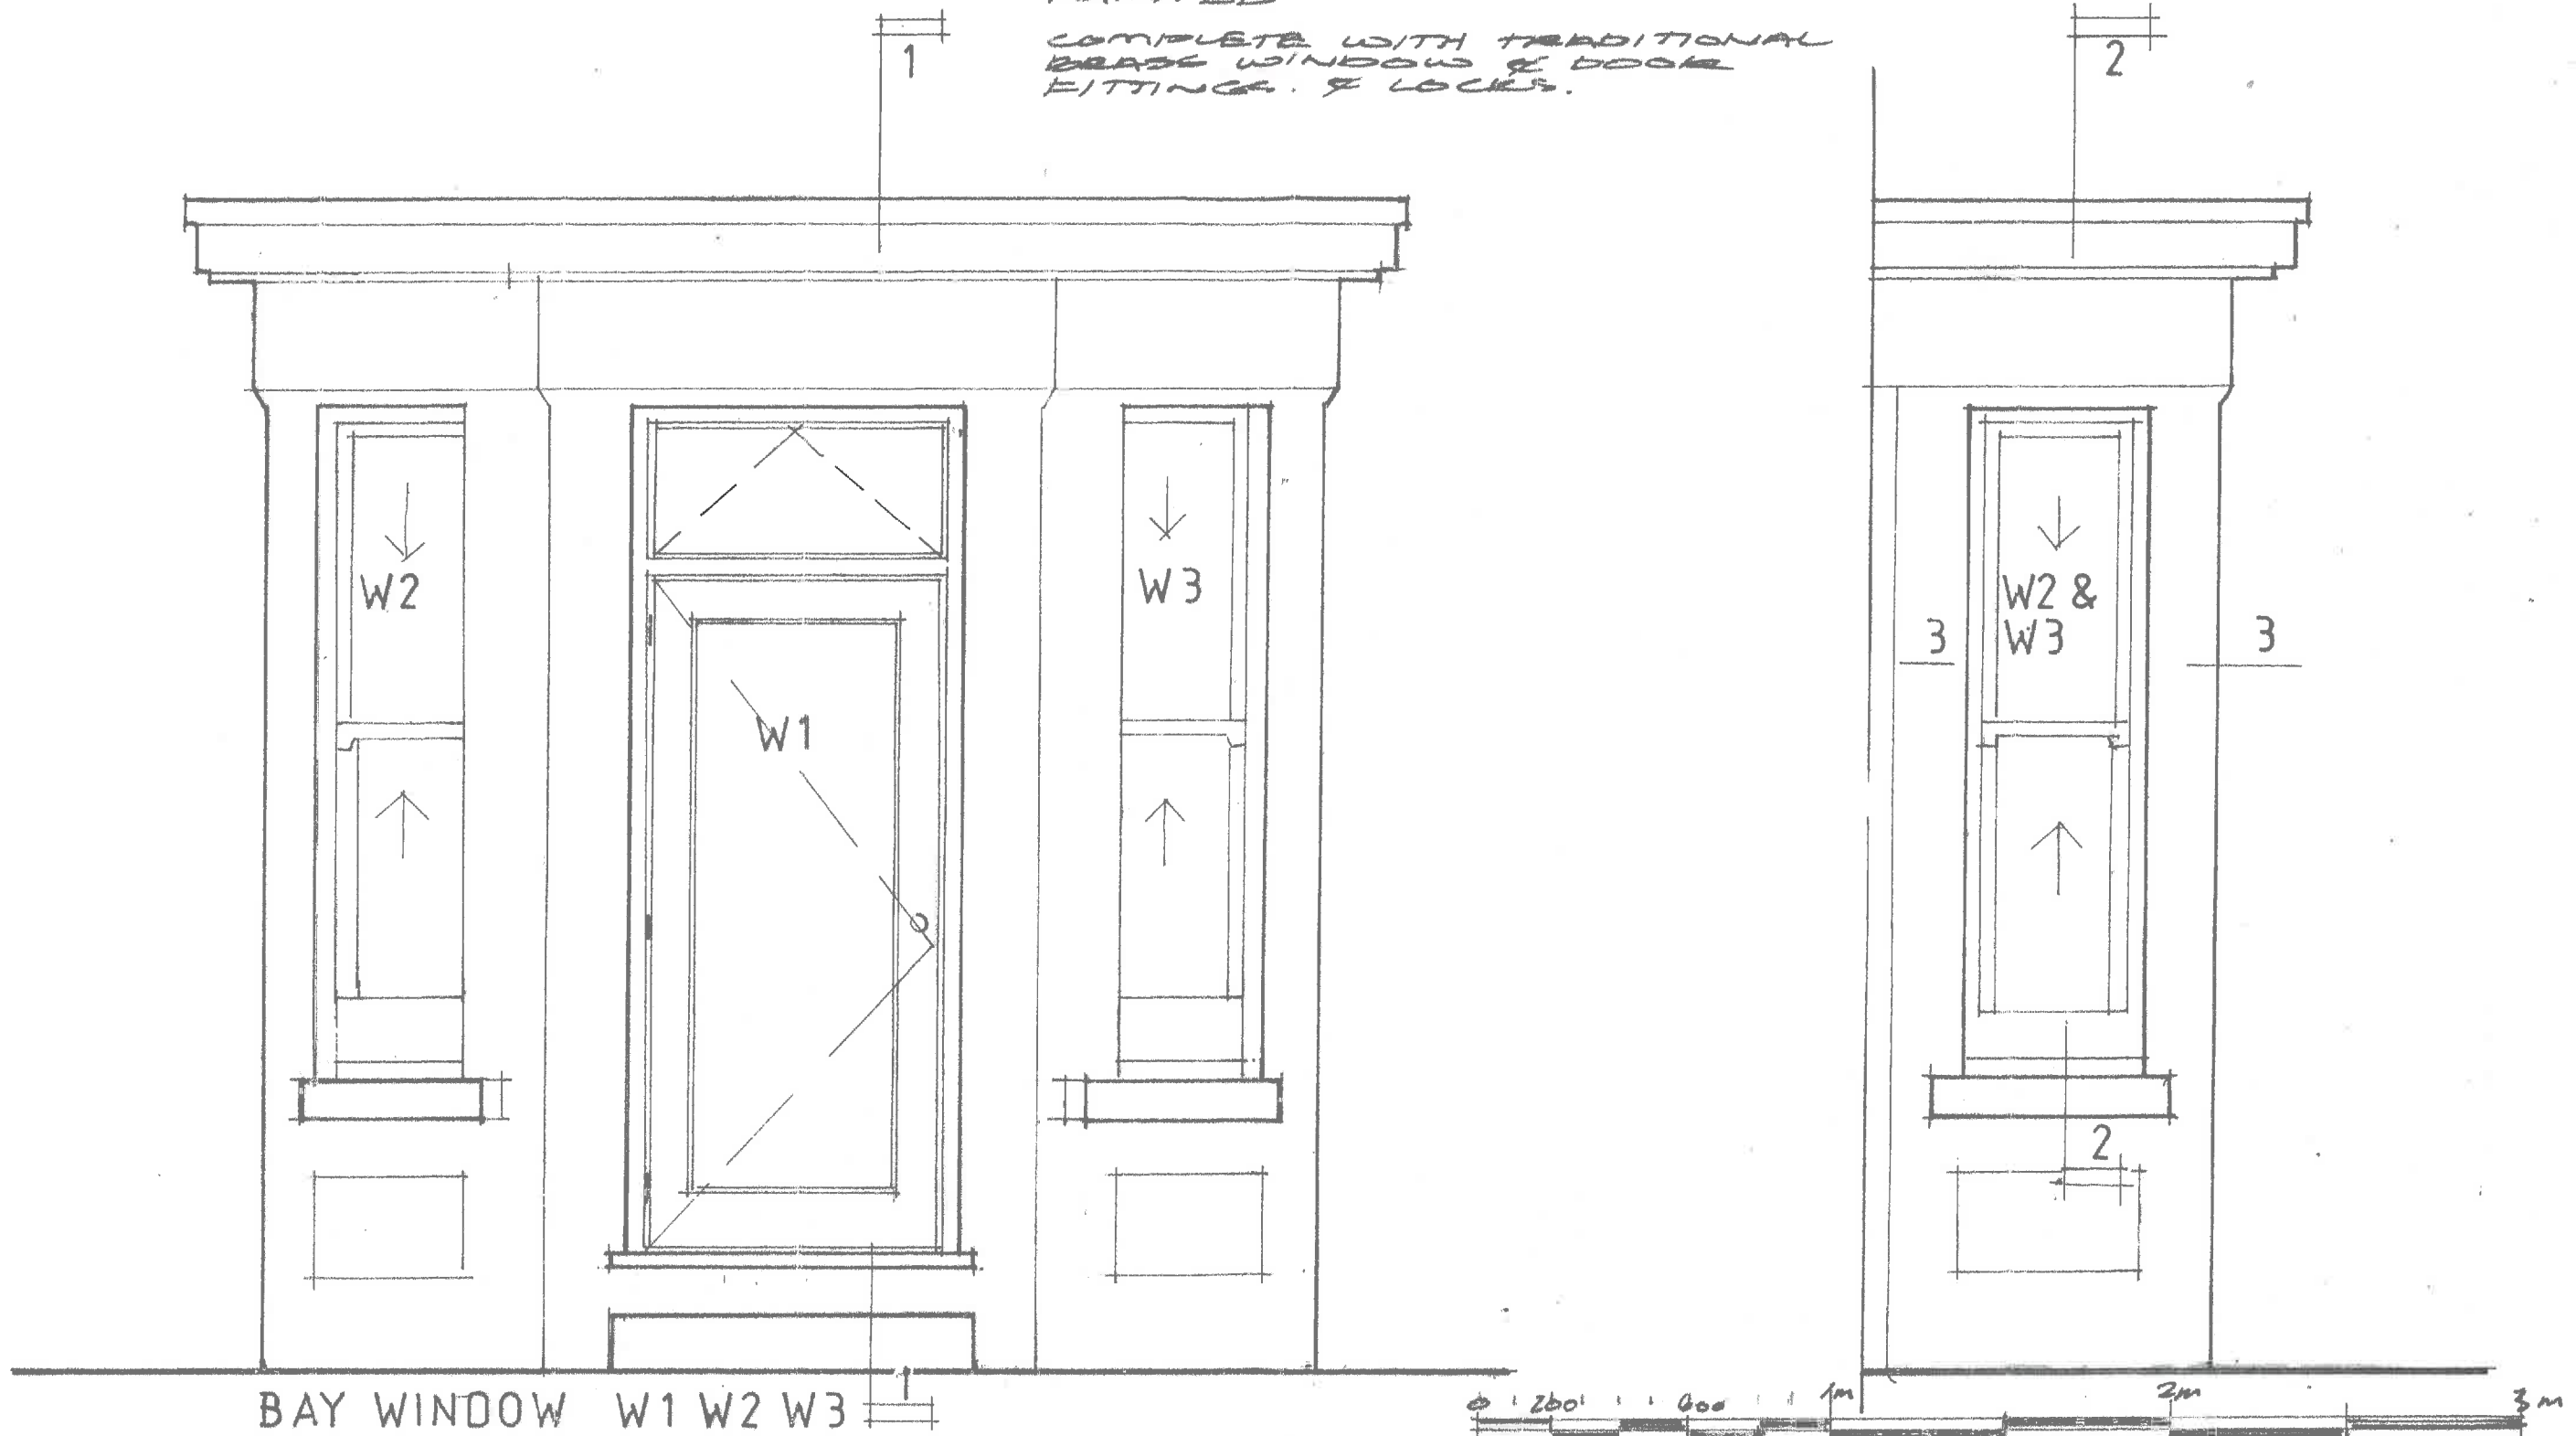 1
COMPLETE WITH TRADITIONAL
BRASS WINDOW & DOOR
FITTINGS. & LOCKS.
2
W2
W1
W3
W2 &
W3
3
3
2
1
BAY WINDOW W1 W2 W3
0 200 600 1m 2m 3m